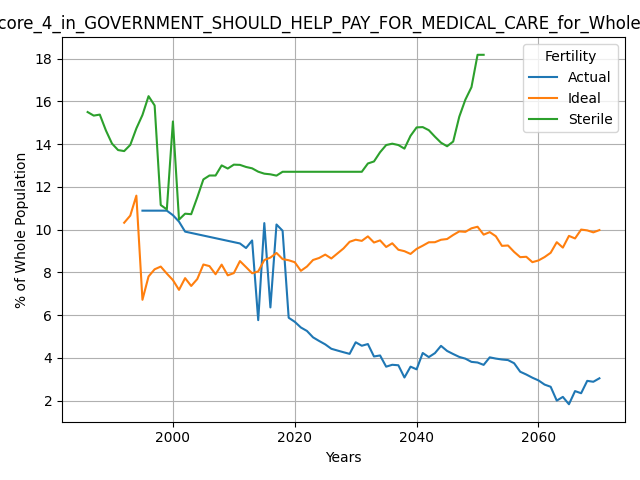 core_4_in_GOVERNMENT_SHOULD_HELP_PAY_FOR_MEDICAL_CARE_for_Whole
Fertility
Actual
Ideal
Sterile
% of Whole Population
18
16
14
12
10
8
6
4
2
2000 2020 2040 2060
Years